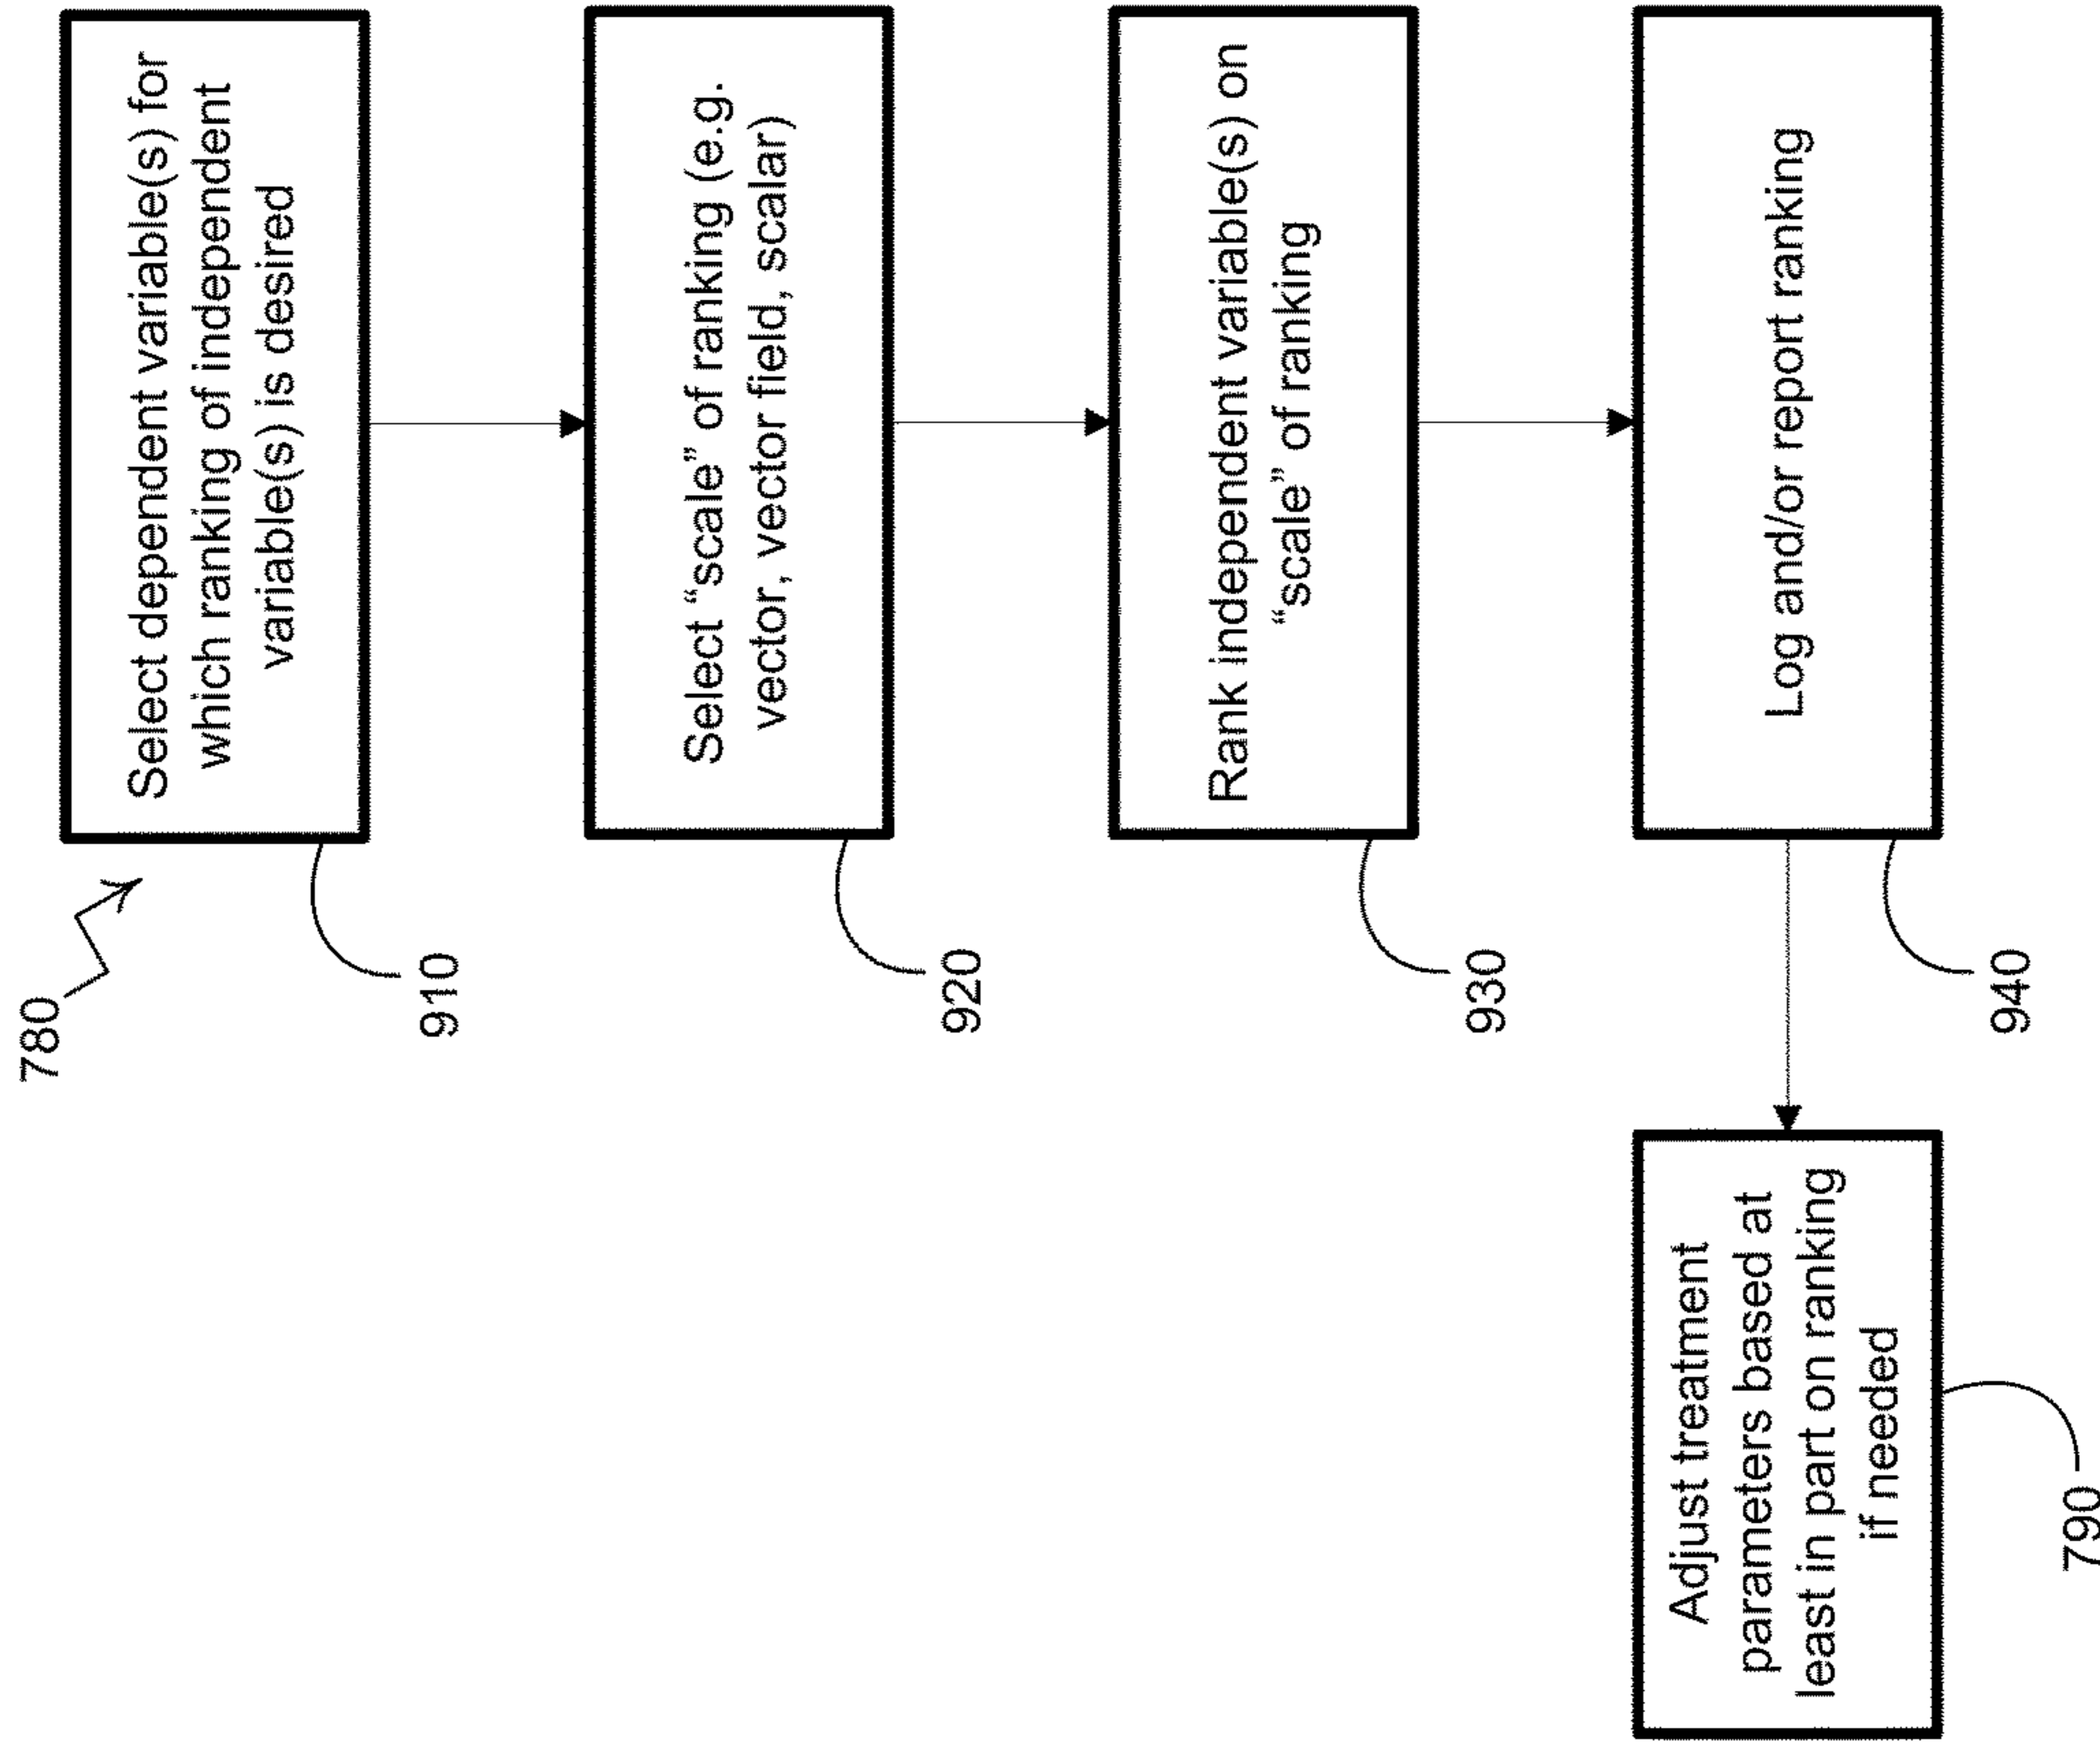 780
Select dependent variable(s) for
which ranking of independent
variable(s) is desired
910
Select “scale” of ranking (e.g.
vector, vector field, scalar)
920
Rank independent variable(s) on
“scale” of ranking
930
Log and/or report ranking
940
Adjust treatment
parameters based at
least in part on ranking
if needed
790